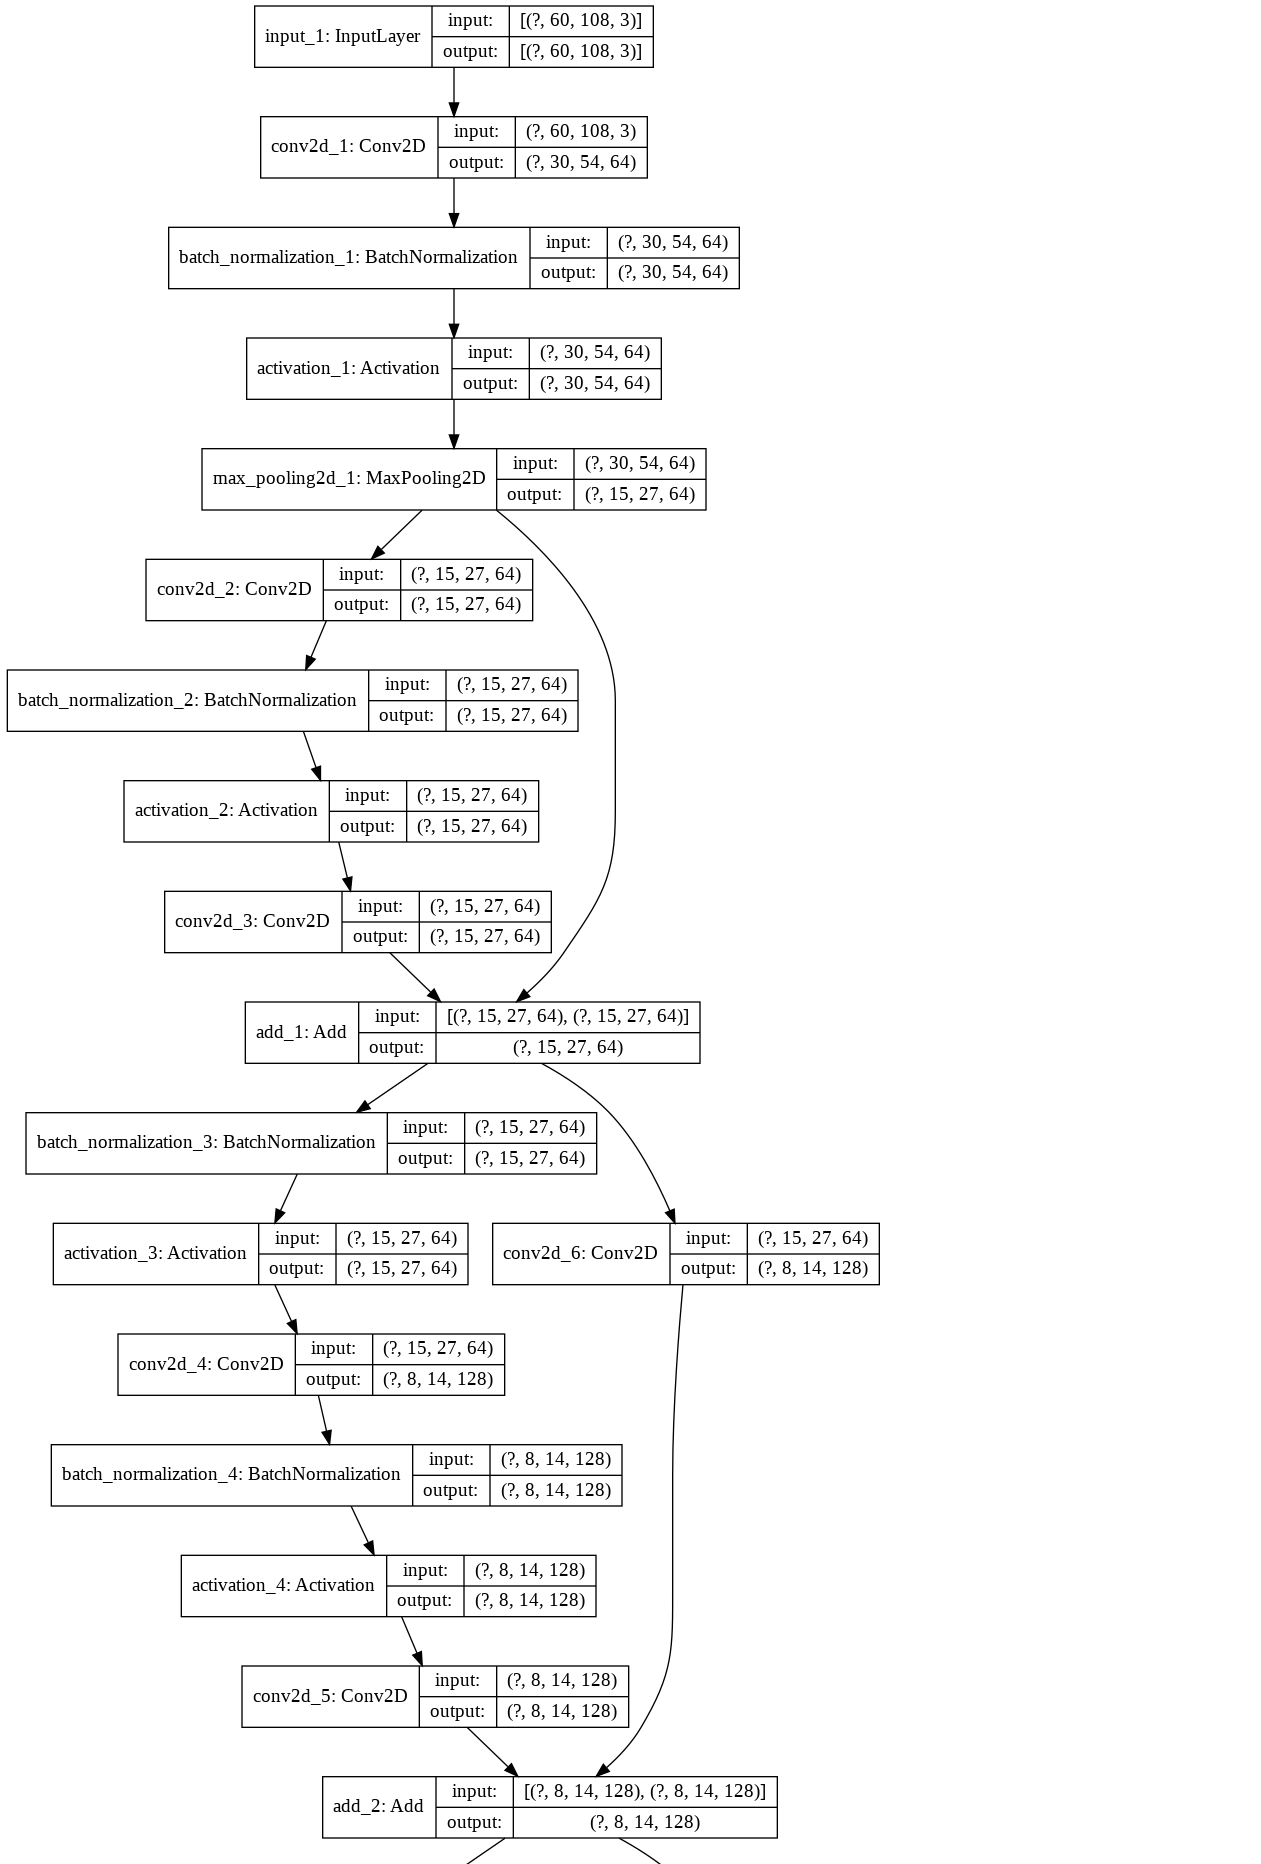 input_1: InputLayer
input: [(?, 60, 108, 3)]
output: [(?, 60, 108, 3)]
conv2d_1: Conv2D
input: (?, 60, 108, 3)
output: (?, 30, 54, 64)
batch_normalization_1: BatchNormalization
input: (?, 30, 54, 64)
output: (?, 30, 54, 64)
activation_1: Activation
input: (?, 30, 54, 64)
output: (?, 30, 54, 64)
max_pooling2d_1: MaxPooling2D
input: (?, 30, 54, 64)
output: (?, 15, 27, 64)
conv2d_2: Conv2D
input: (?, 15, 27, 64)
output: (?, 15, 27, 64)
batch_normalization_2: BatchNormalization
input: (?, 15, 27, 64)
output: (?, 15, 27, 64)
activation_2: Activation
input: (?, 15, 27, 64)
output: (?, 15, 27, 64)
conv2d_3: Conv2D
input: (?, 15, 27, 64)
output: (?, 15, 27, 64)
add_1: Add
input: [(?, 15, 27, 64), (?, 15, 27, 64)]
output: (?, 15, 27, 64)
batch_normalization_3: BatchNormalization
input: (?, 15, 27, 64)
output: (?, 15, 27, 64)
activation_3: Activation
input: (?, 15, 27, 64)
output: (?, 15, 27, 64)
conv2d_6: Conv2D
input: (?, 15, 27, 64)
output: (?, 8, 14, 128)
conv2d_4: Conv2D
input: (?, 15, 27, 64)
output: (?, 8, 14, 128)
batch_normalization_4: BatchNormalization
input: (?, 8, 14, 128)
output: (?, 8, 14, 128)
activation_4: Activation
input: (?, 8, 14, 128)
output: (?, 8, 14, 128)
conv2d_5: Conv2D
input: (?, 8, 14, 128)
output: (?, 8, 14, 128)
add_2: Add
input: [(?, 8, 14, 128), (?, 8, 14, 128)]
output: (?, 8, 14, 128)